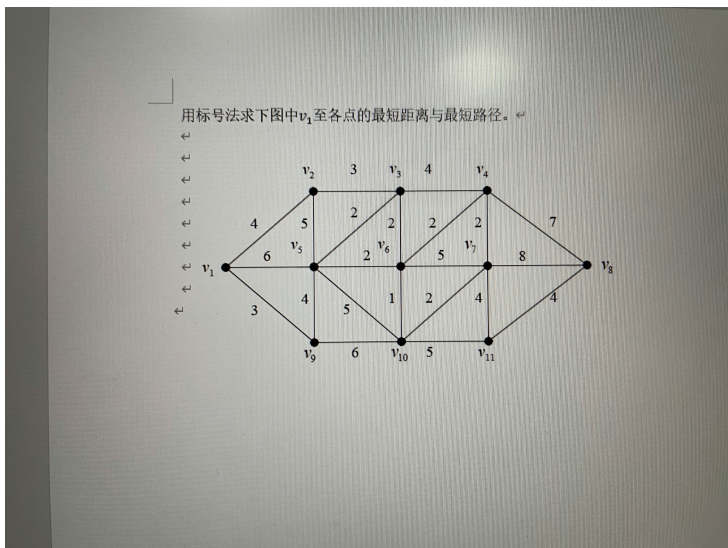 用标号法求下图中v₁至各点的最短距离与最短路径。
v₂ 3 v₃ 4 v₄
4 5 2 2 2 2 7
v₅ v₆ v₇
v₁ 6 2 5 8 v₈
3 4 5 1 2 4 4
v₉ 6 v₁₀ 5 v₁₁